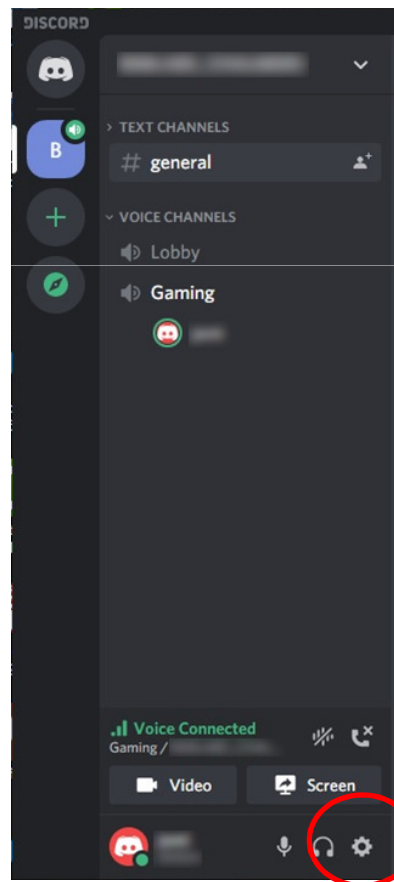 DISCORD
B
TEXT CHANNELS
# general
VOICE CHANNELS
Lobby
Gaming
Voice Connected
Gaming /
Video
Screen